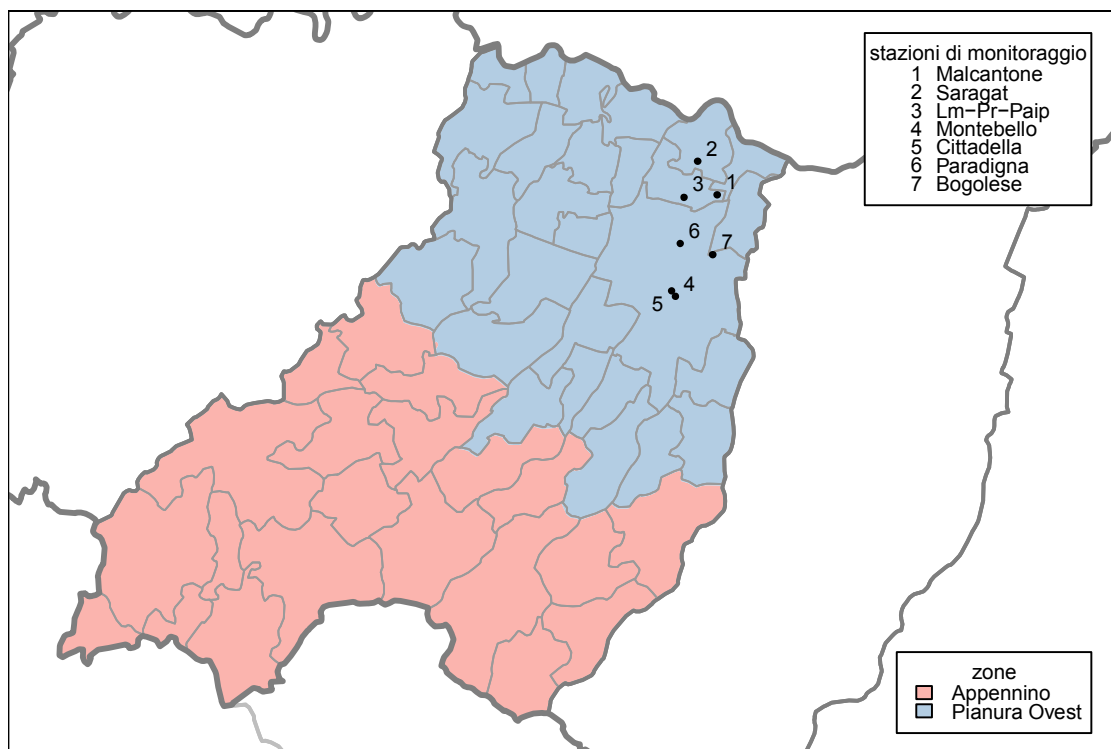 stazioni di monitoraggio
1 Malcantone
2 Saragat
3 Lm−Pr−Paip
4 Montebello
5 Cittadella
6 Paradigna
7 Bogolese
2
3
1
6
7
4
5
zone
Appennino
Pianura Ovest